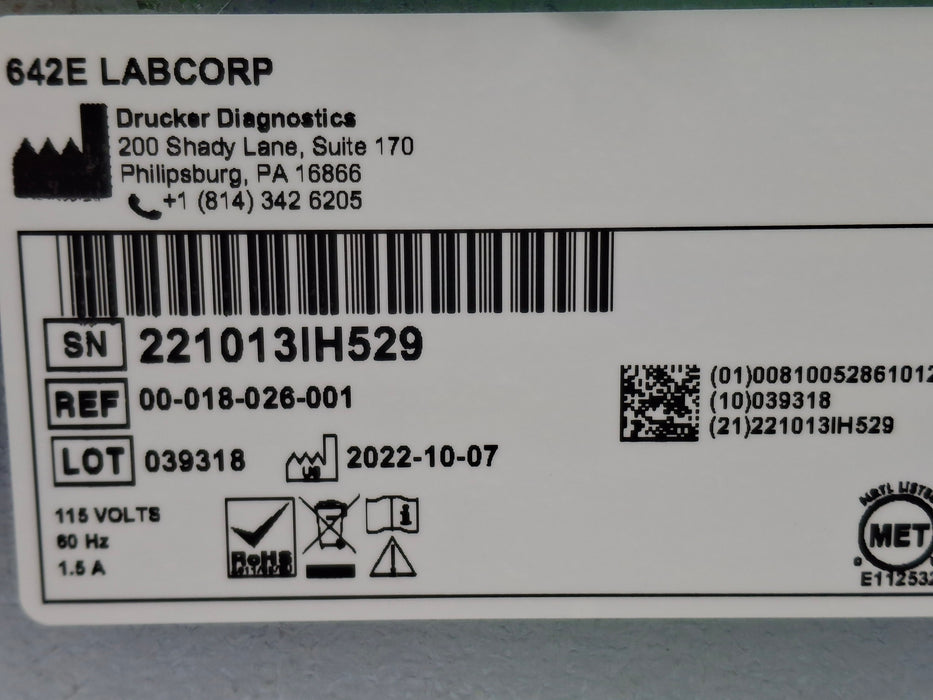 642E LABCORP
Drucker Diagnostics
200 Shady Lane, Suite 170
Philipsburg, PA 16866
+1 (814) 342 6205
SN 221013IH529
REF 00-018-026-001
LOT 039318 US 2022-10-07
(01)0081005286101
(10)039318
(21)221013IH529
115 VOLTS
60 Hz
1.5 A
RoHS
i
MET
E112532